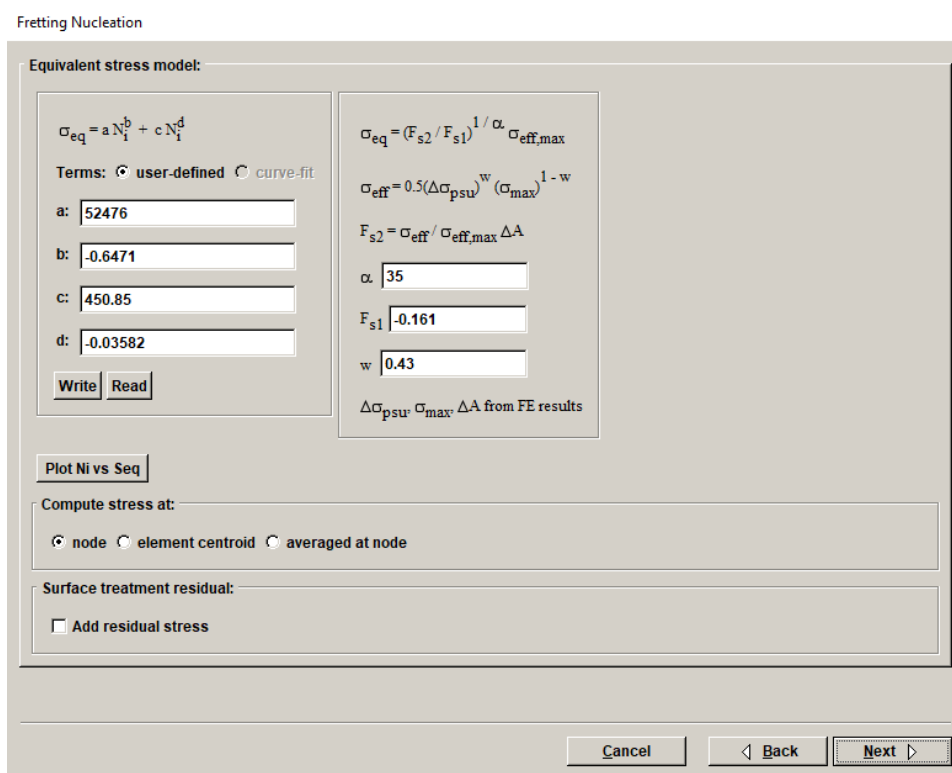 Fretting Nucleation
Equivalent stress model:
σeq = a Ni^b + c Ni^d
Terms: user-defined curve-fit
a: 52476
b: -0.6471
c: 450.85
d: -0.03582
Write Read
σeq = (Fs2 / Fs1)^1 / α σeff,max
σeff = 0.5(Δσpsu)^w (σmax)^1 - w
Fs2 = σeff / σeff,max ΔA
α 35
Fs1 -0.161
w 0.43
Δσpsu, σmax, ΔA from FE results
Plot Ni vs Seq
Compute stress at:
node element centroid averaged at node
Surface treatment residual:
Add residual stress
Cancel Back Next